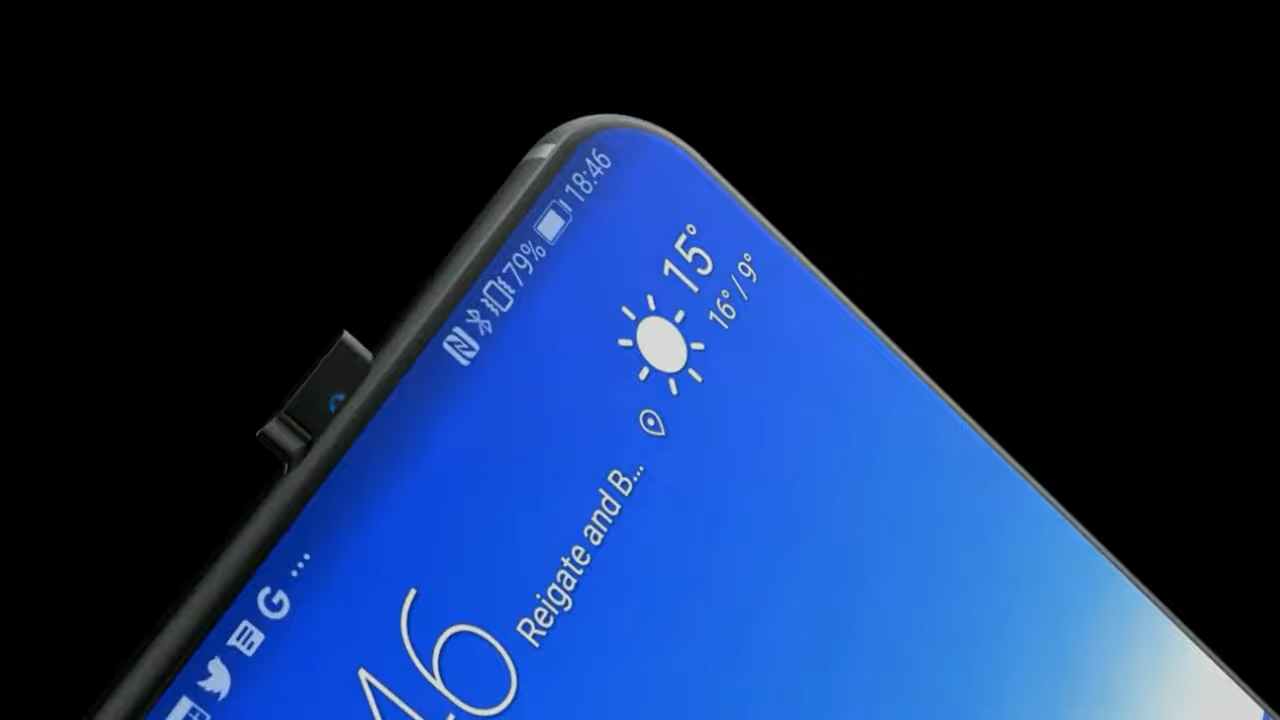 79% 18:46
15°
16° / 9°
Reigate and B...
46
G ...